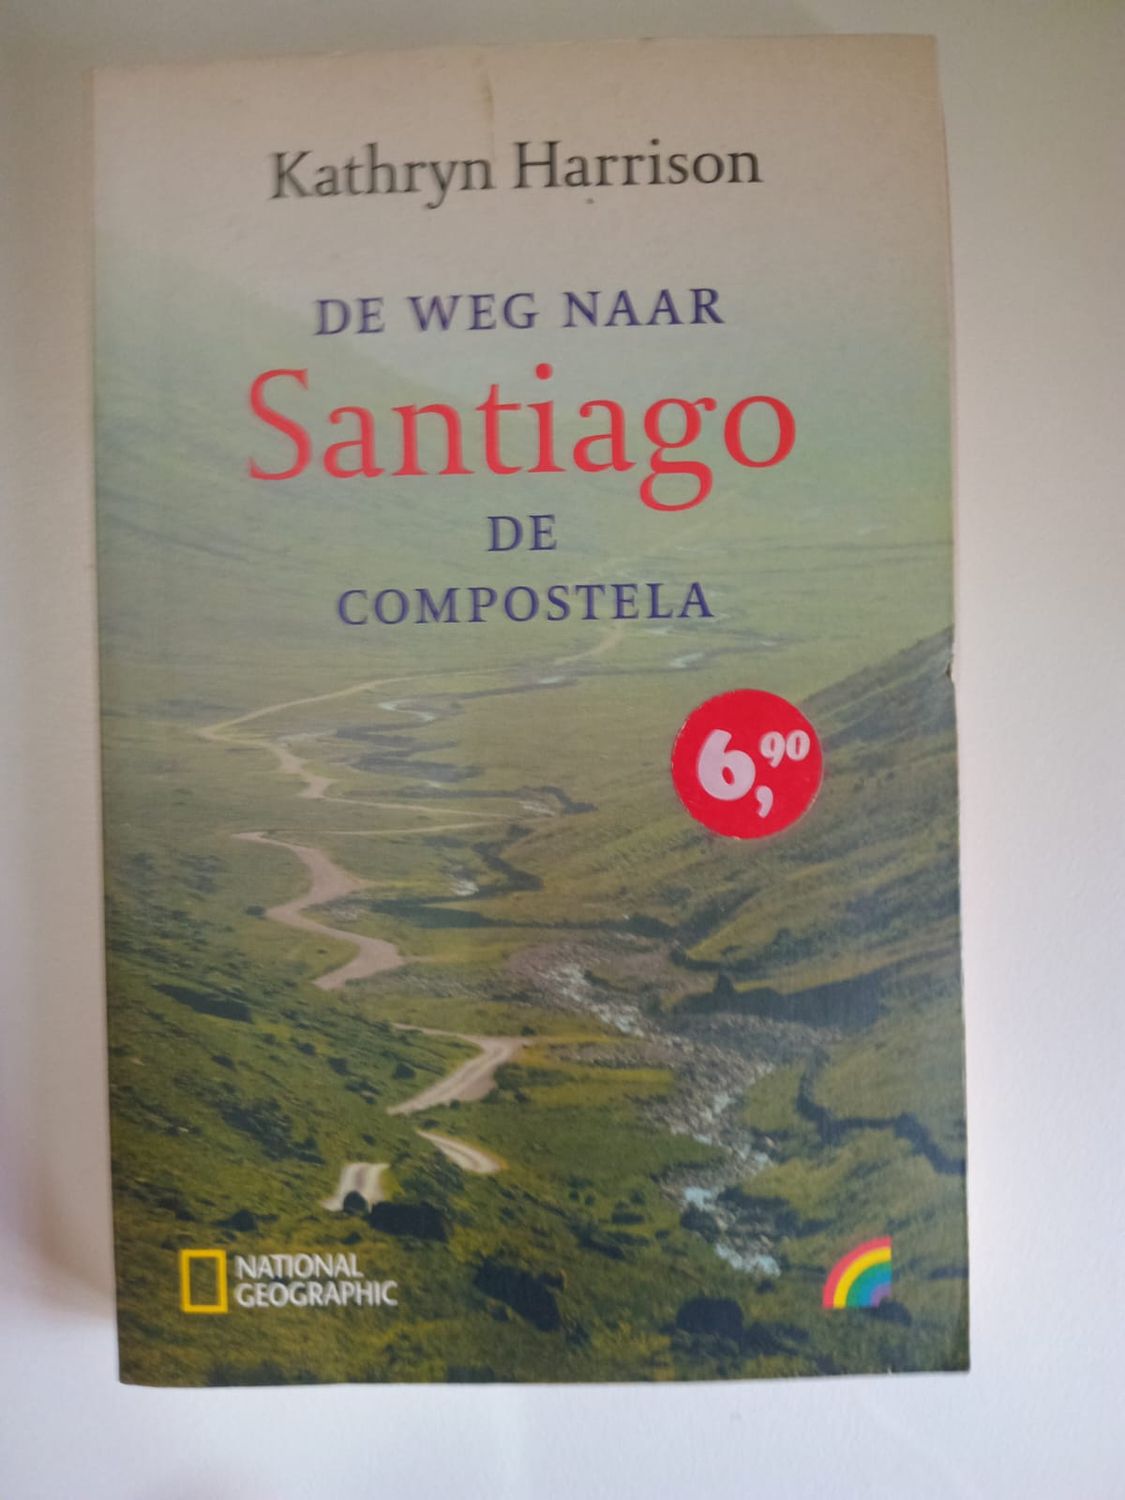 Kathryn Harrison
DE WEG NAAR
Santiago
DE
COMPOSTELA
6,90
NATIONAL
GEOGRAPHIC